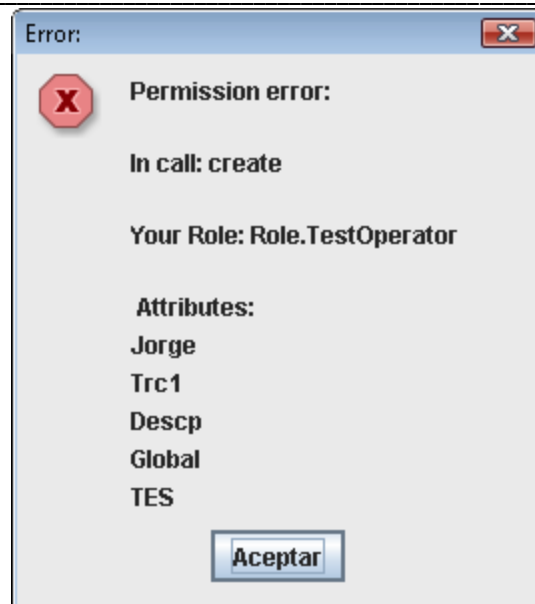 Error:
Permission error:
In call: create
Your Role: Role.TestOperator
Attributes:
Jorge
Trc1
Descp
Global
TES
Aceptar